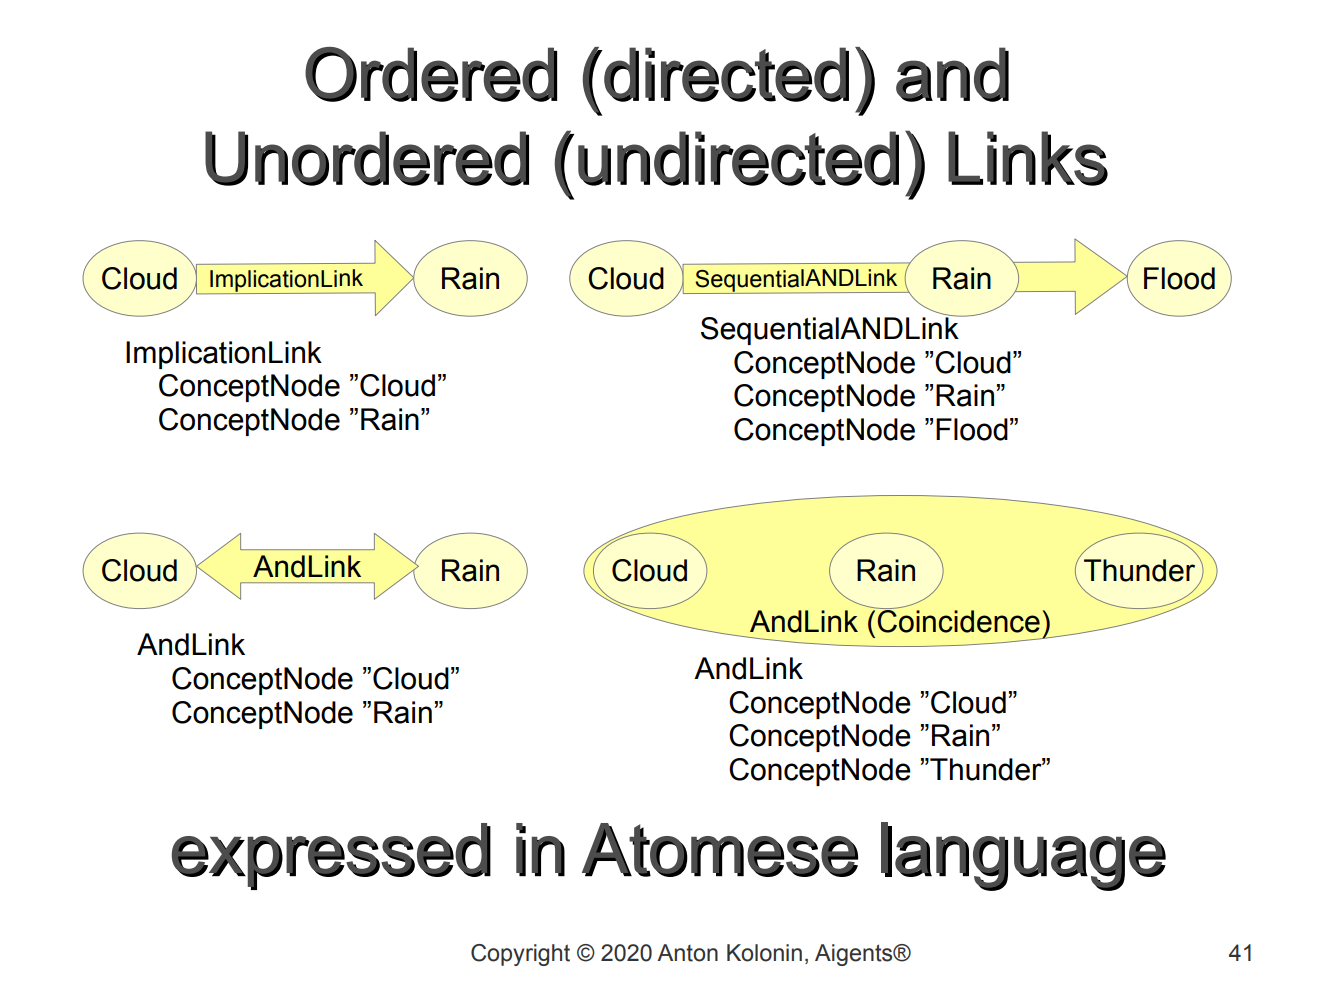 Ordered (directed) and
Unordered (undirected) Links
Cloud ImplicationLink Rain
ImplicationLink
ConceptNode ”Cloud”
ConceptNode ”Rain”
Cloud SequentialANDLink Rain Flood
SequentialANDLink
ConceptNode ”Cloud”
ConceptNode ”Rain”
ConceptNode ”Flood”
Cloud AndLink Rain
AndLink
ConceptNode ”Cloud”
ConceptNode ”Rain”
Cloud Rain Thunder
AndLink (Coincidence)
AndLink
ConceptNode ”Cloud”
ConceptNode ”Rain”
ConceptNode ”Thunder”
expressed in Atomese language
Copyright © 2020 Anton Kolonin, Aigents® 41